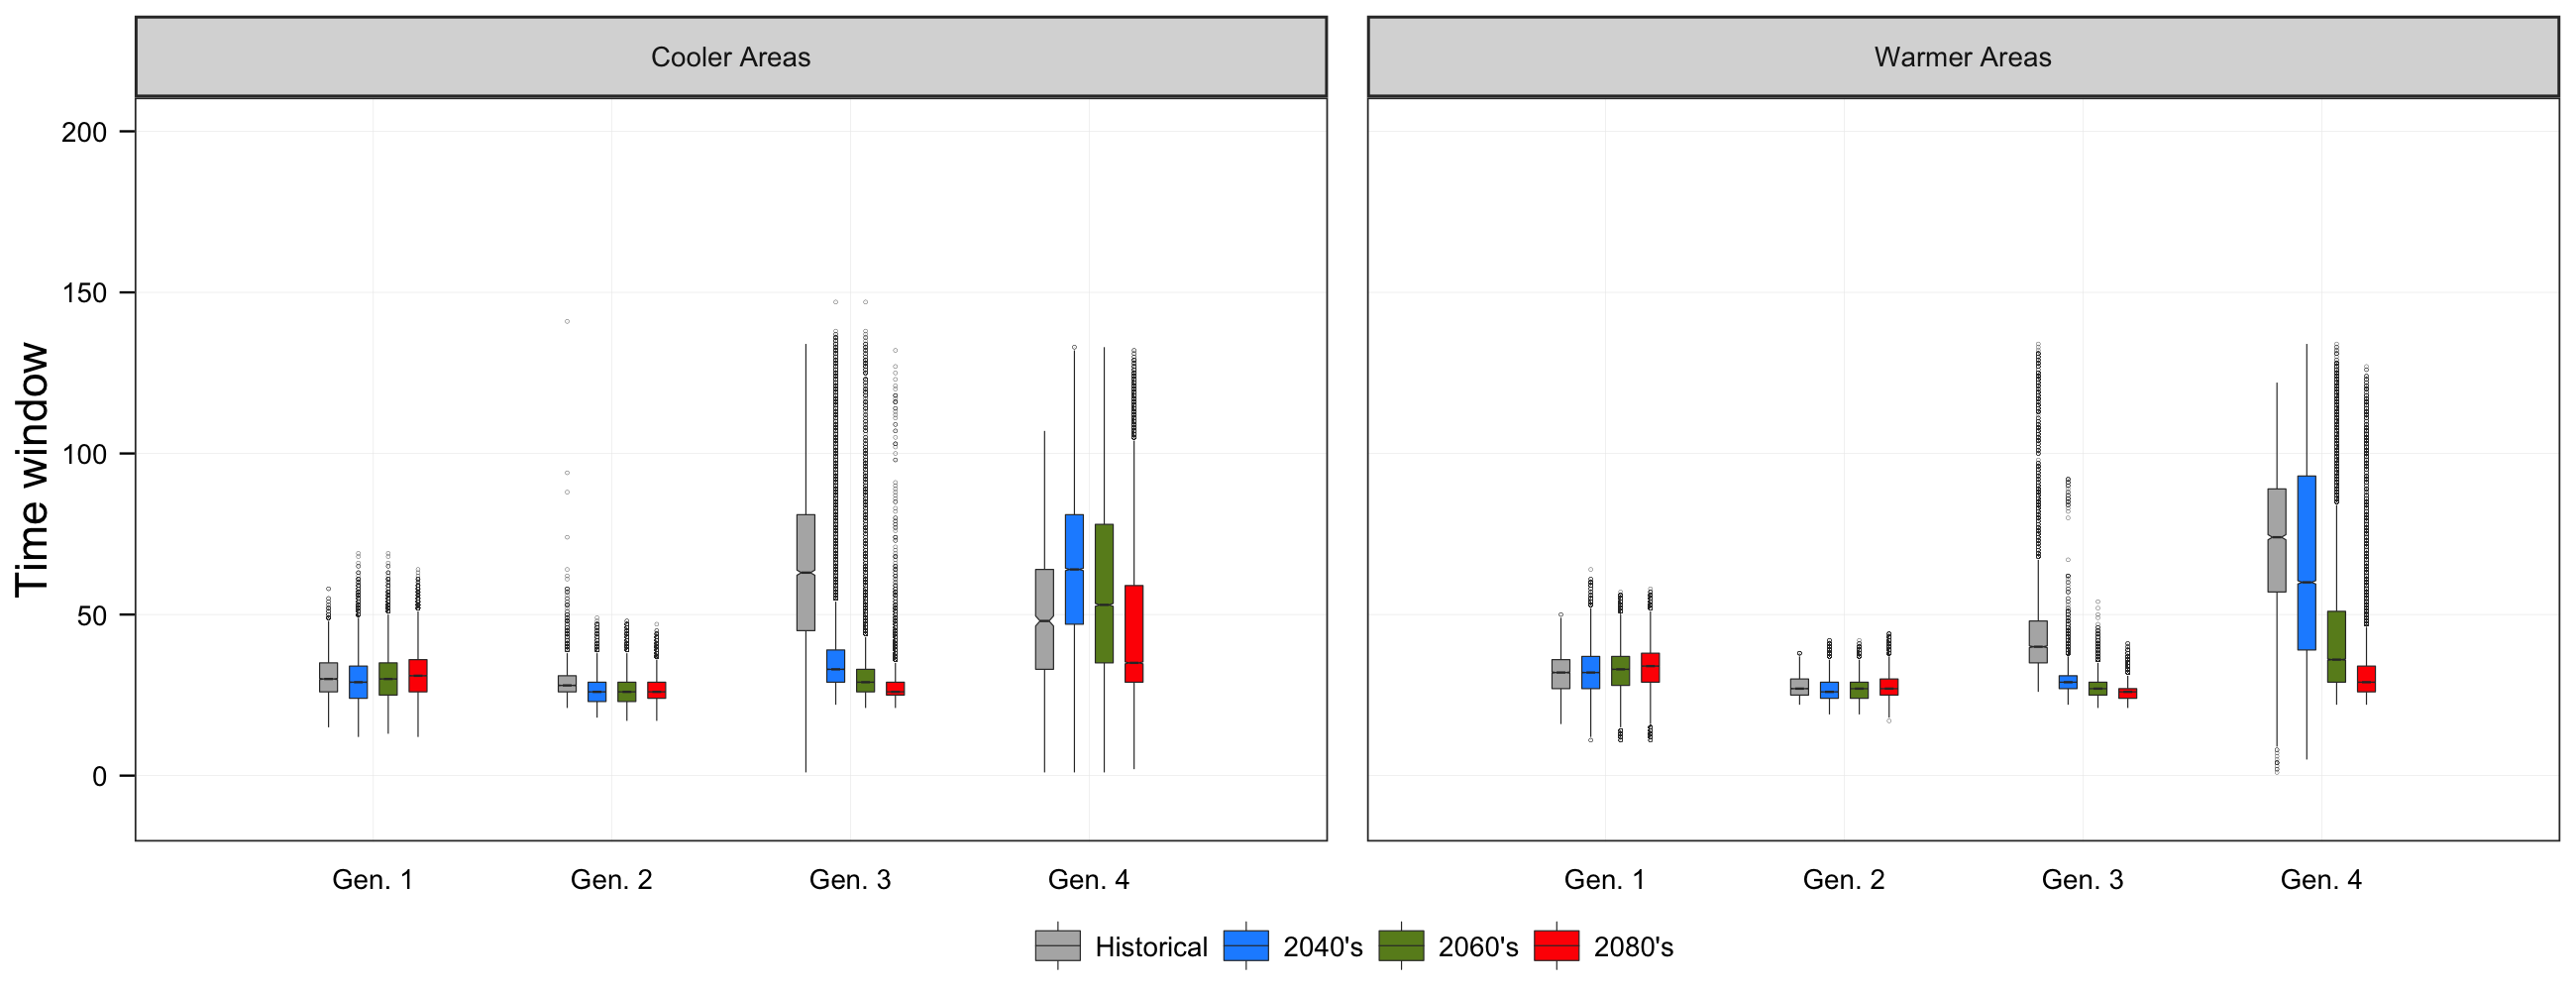 Cooler Areas
Warmer Areas
Time window
200
150
100
50
0
Gen. 1 Gen. 2 Gen. 3 Gen. 4
Gen. 1 Gen. 2 Gen. 3 Gen. 4
Historical 2040's 2060's 2080's